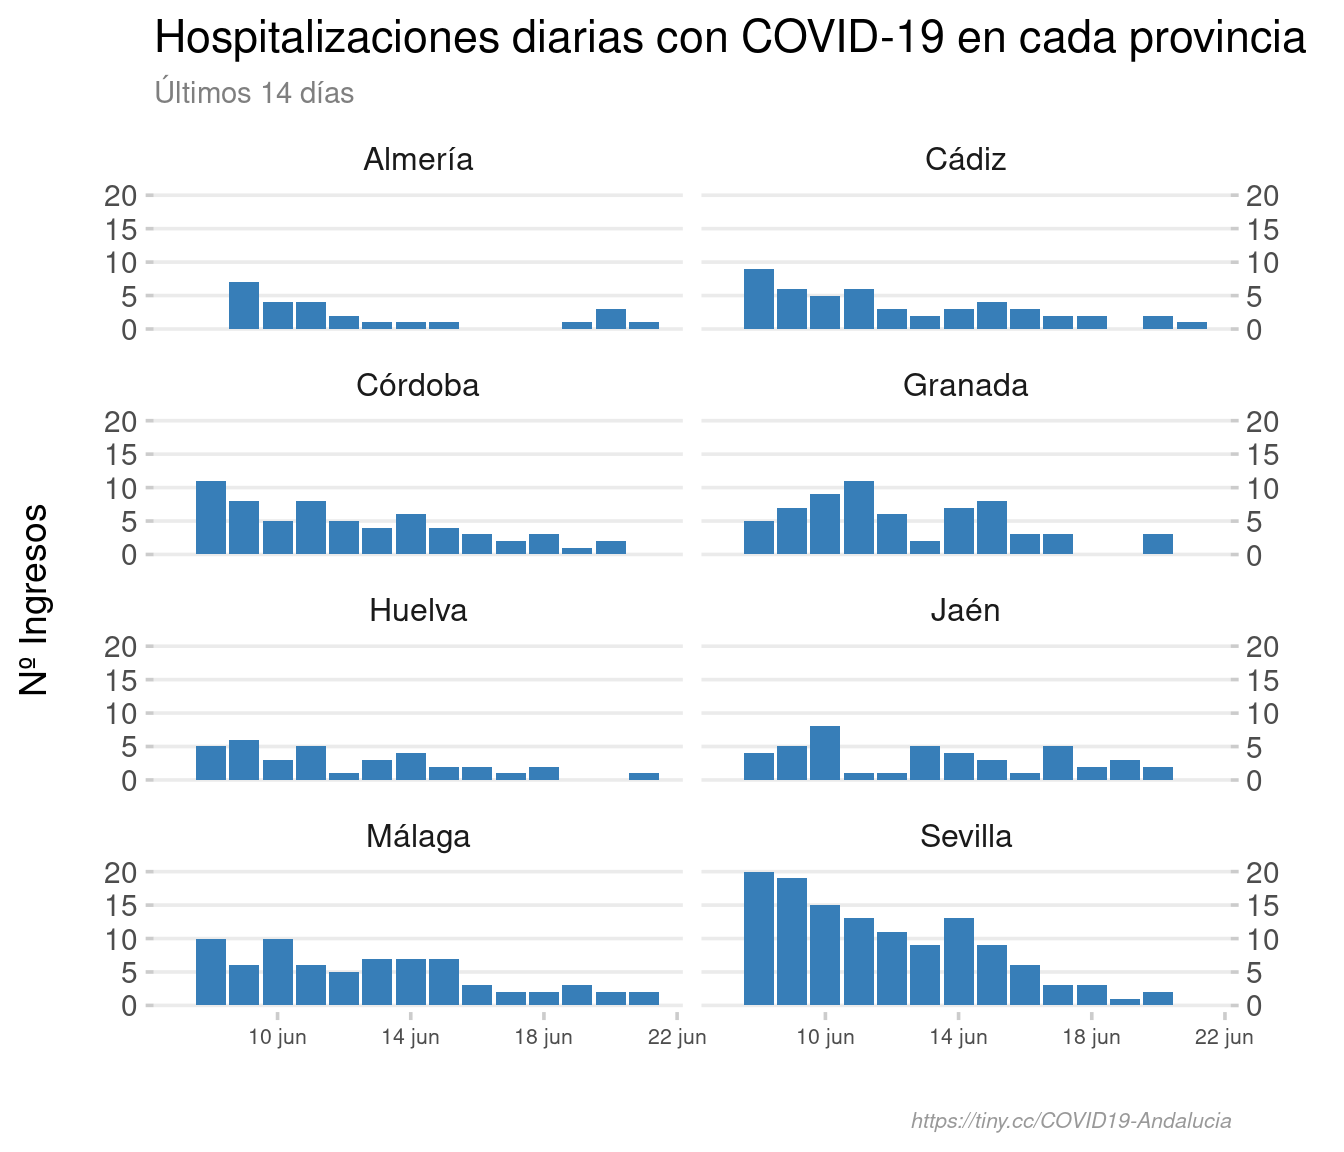 Hospitalizaciones diarias con COVID-19 en cada provincia
Últimos 14 días
Almería
Cádiz
20
15
10
5
0
20
15
10
5
0
Córdoba
Granada
20
15
10
5
0
20
15
10
5
0
Nº Ingresos
Huelva
Jaén
20
15
10
5
0
20
15
10
5
0
Málaga
Sevilla
20
15
10
5
0
20
15
10
5
0
10 jun 14 jun 18 jun 22 jun
10 jun 14 jun 18 jun 22 jun
https://tiny.cc/COVID19-Andalucia